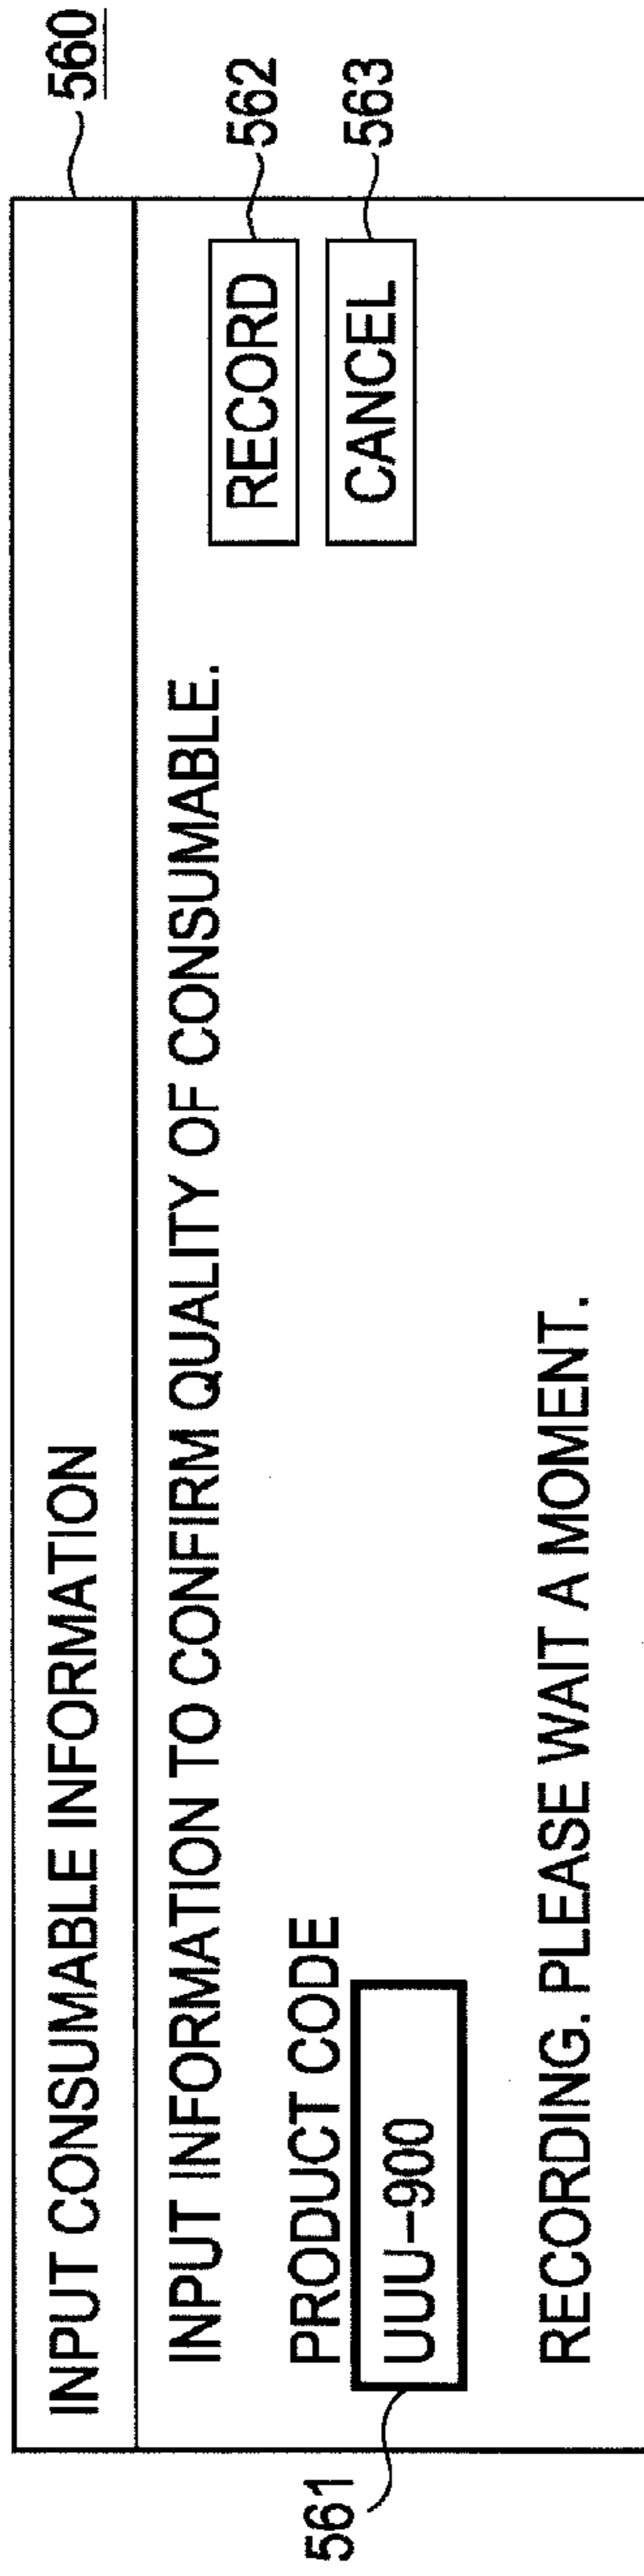 560
INPUT CONSUMABLE INFORMATION
INPUT INFORMATION TO CONFIRM QUALITY OF CONSUMABLE.
RECORD
562
CANCEL
563
PRODUCT CODE
UUU-900
561
RECORDING. PLEASE WAIT A MOMENT.